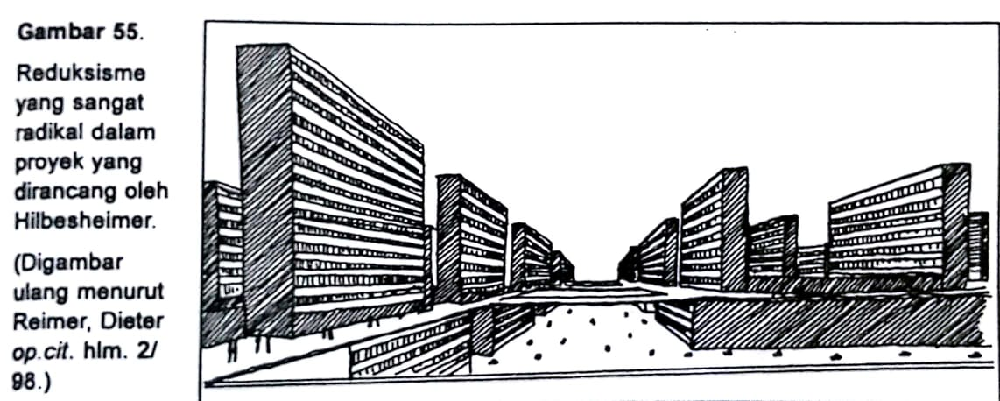 Gambar 55.
Reduksisme
yang sangat
radikal dalam
proyek yang
dirancang oleh
Hilbesheimer.
(Digambar
ulang menurut
Reimer, Dieter
op.cit. hlm. 2/
98.)